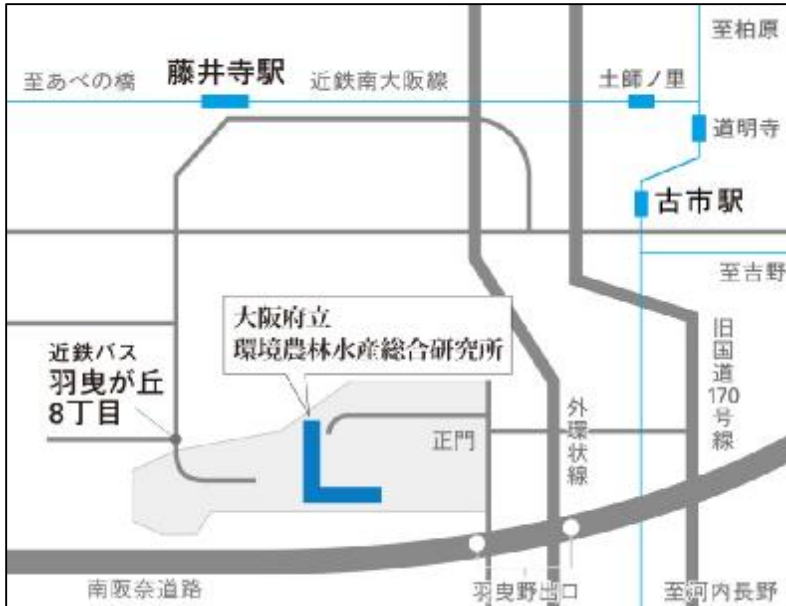 至柏原
藤井寺駅
至あべの橋
近鉄南大阪線
土師ノ里
道明寺
古市駅
至吉野
大阪府立
環境農林水産総合研究所
近鉄バス
羽曳が丘
8丁目
旧国道170号線
外環状線
正門
南阪奈道路
羽曳野出口
至河内長野